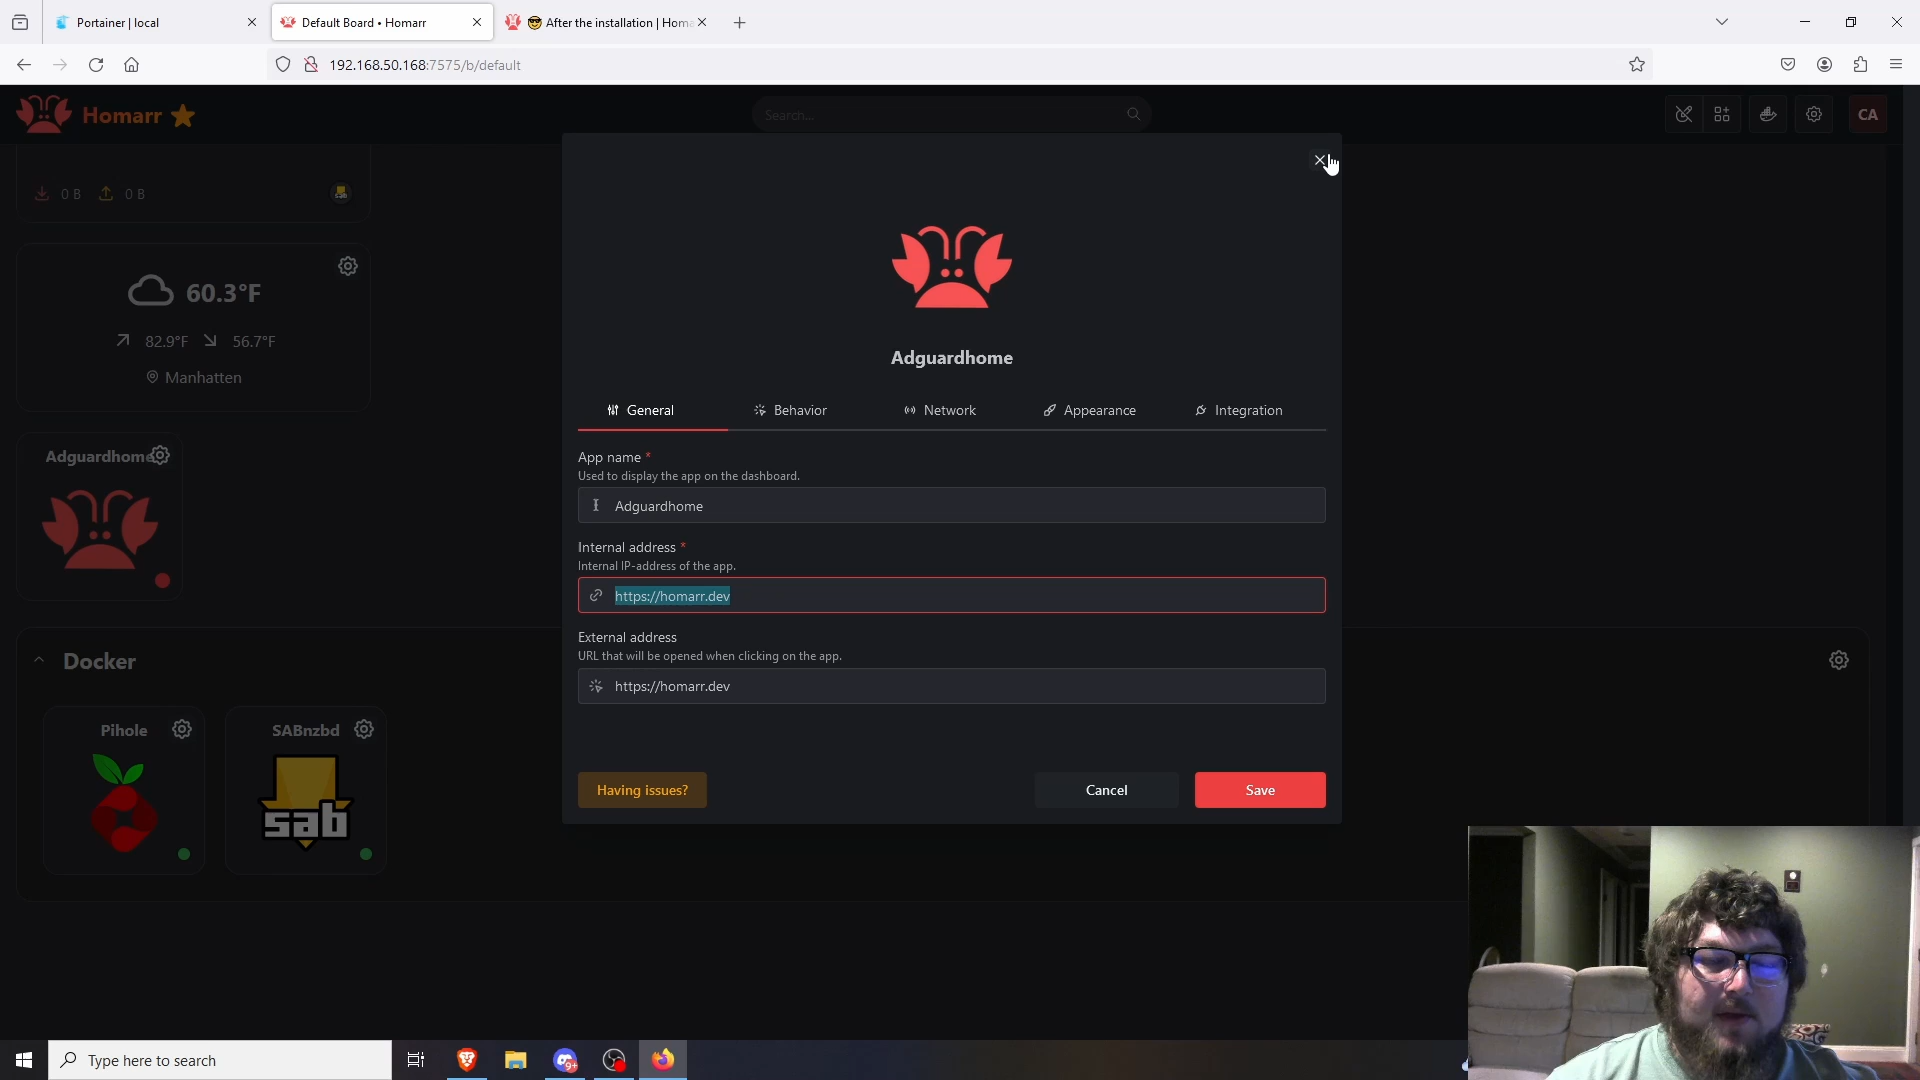 Portainer | local
Default Board • Homarr
😎 After the installation | Hom
192.168.50.168:7575/b/default
Homarr ⭐
Search...
CA
0 B
0 B
60.3°F
82.9°F
56.7°F
Manhatten
Adguardhome
Docker
Pihole
SABnzbd
sab
Adguardhome
General
Behavior
Network
Appearance
Integration
App name *
Used to display the app on the dashboard.
Adguardhome
Internal address *
Internal IP-address of the app.
https://homarr.dev
External address
URL that will be opened when clicking on the app.
https://homarr.dev
Having issues?
Cancel
Save
Type here to search
9+